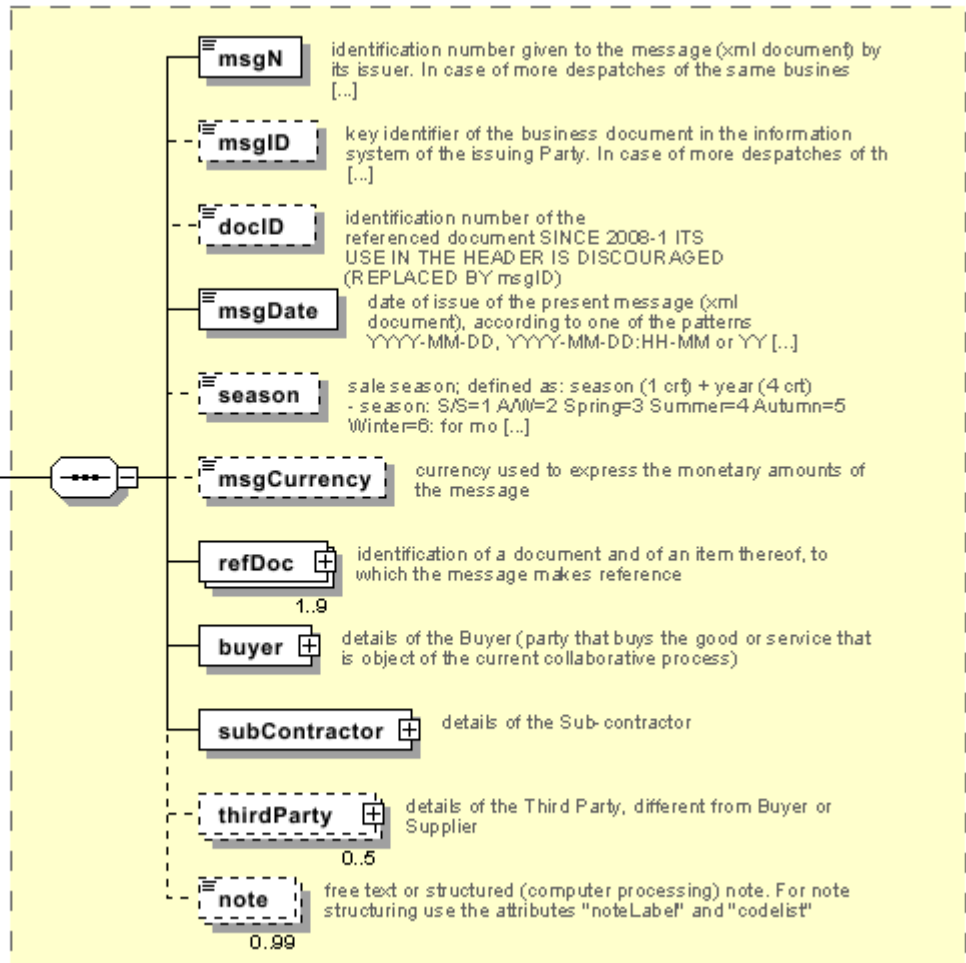 msgN
identification number given to the message (xml document) by
its issuer. In case of more despatches of the same busines
[...]
msgID
key identifier of the business document in the information
system of the issuing Party. In case of more despatches of th
[...]
docID
identification number of the
referenced document SINCE 2008-1 ITS
USE IN THE HEADER IS DISCOURAGED
(REPLACED BY msgID)
msgDate
date of issue of the present message (xml
document), according to one of the patterns
YYYY-MM-DD, YYYY-MM-DD:HH-MM or YY [...]
season
sale season; defined as: season (1 crt) + year (4 crt)
- season: S/S=1 A/W=2 Spring=3 Summer=4 Autumn=5
Winter=6: for mo [...]
msgCurrency
currency used to express the monetary amounts of
the message
refDoc
1..9
identification of a document and of an item thereof, to
which the message makes reference
buyer
details of the Buyer (party that buys the good or service that
is object of the current collaborative process)
subContractor
details of the Sub-contractor
thirdParty
0..5
details of the Third Party, different from Buyer or
Supplier
note
0..99
free text or structured (computer processing) note. For note
structuring use the attributes "noteLabel" and "codelist"